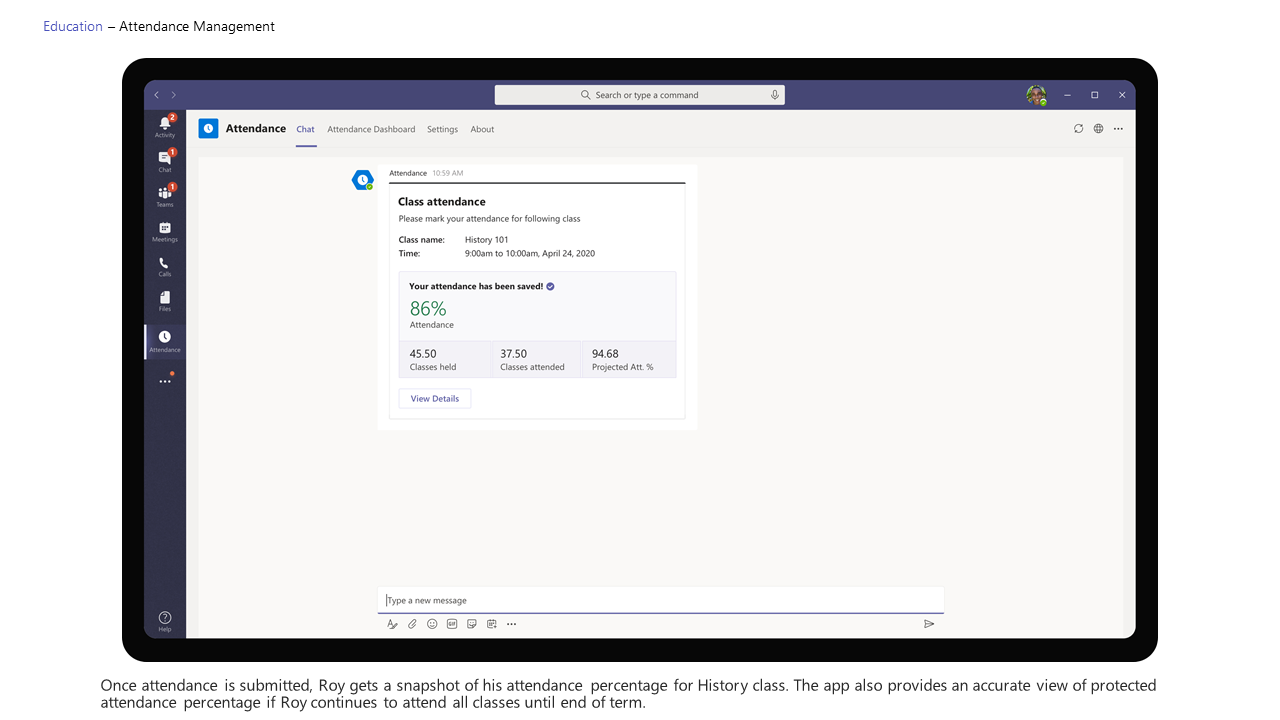 Education – Attendance Management
Search or type a command
2
Activity
Attendance
Chat
Attendance Dashboard
Settings
About
1
Chat
1
Teams
Meetings
Calls
Files
Attendance
Help
Attendance 10:59 AM
Class attendance
Please mark your attendance for following class
Class name: History 101
Time: 9:00am to 10:00am, April 24, 2020
Your attendance has been saved!
86%
Attendance
45.50 37.50 94.68
Classes held Classes attended Projected Att. %
View Details
Type a new message
GIF
Once attendance is submitted, Roy gets a snapshot of his attendance percentage for History class. The app also provides an accurate view of protected
attendance percentage if Roy continues to attend all classes until end of term.